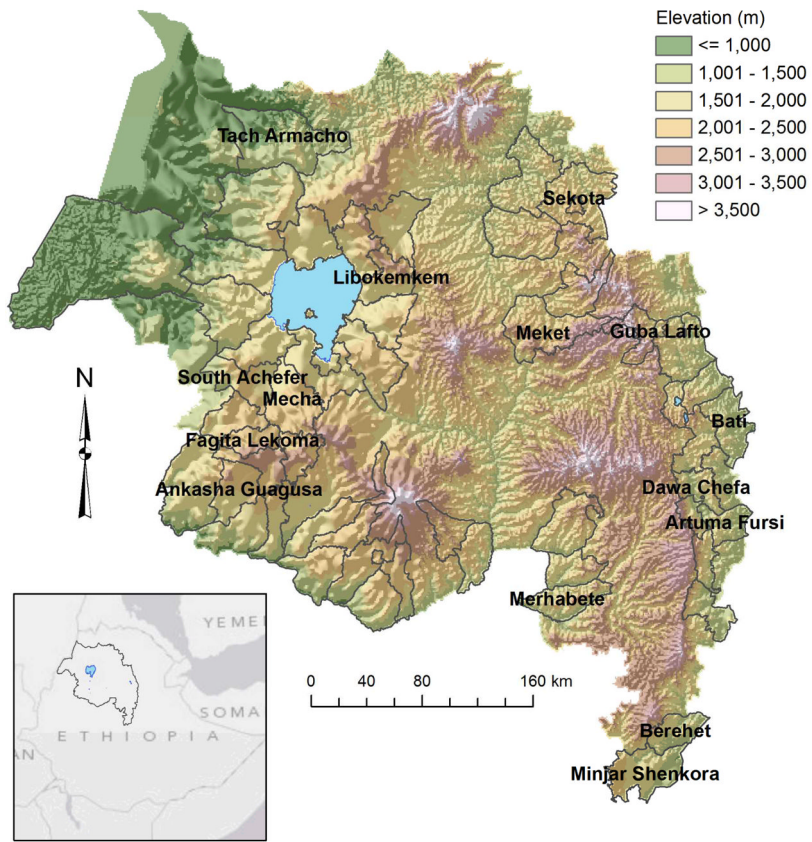 Elevation (m)
<= 1,000
1,001 - 1,500
1,501 - 2,000
2,001 - 2,500
2,501 - 3,000
3,001 - 3,500
> 3,500
Tach Armacho
Sekota
Libokemkem
Meket
Guba Lafto
South Achefer
N
Mecha
Bati
Fagita Lekoma
Ankasha Guagusa
Dawa Chefa
Artuma Fursi
Merhabete
YEME
0 40 80 160 km
SOMA
ETHIOPIA
AN
Berehet
Minjar Shenkora